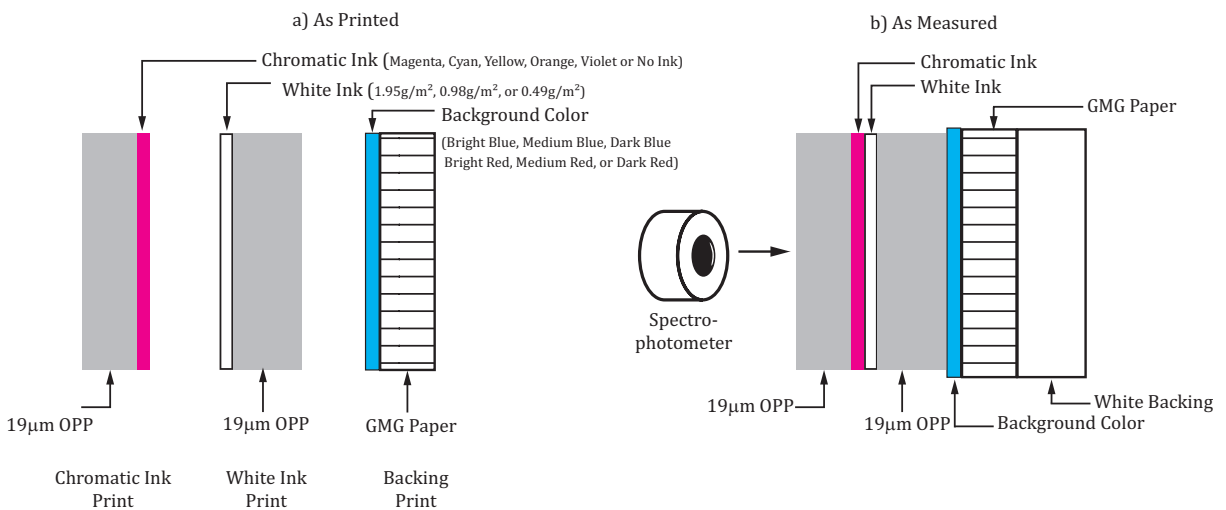 a) As Printed
Chromatic Ink (Magenta, Cyan, Yellow, Orange, Violet or No Ink)
White Ink (1.95g/m², 0.98g/m², or 0.49g/m²)
Background Color
(Bright Blue, Medium Blue, Dark Blue
Bright Red, Medium Red, or Dark Red)
19µm OPP
19µm OPP
GMG Paper
Chromatic Ink
Print
White Ink
Print
Backing
Print
b) As Measured
Chromatic Ink
White Ink
GMG Paper
Spectro-
photometer
19µm OPP
19µm OPP
Background Color
White Backing